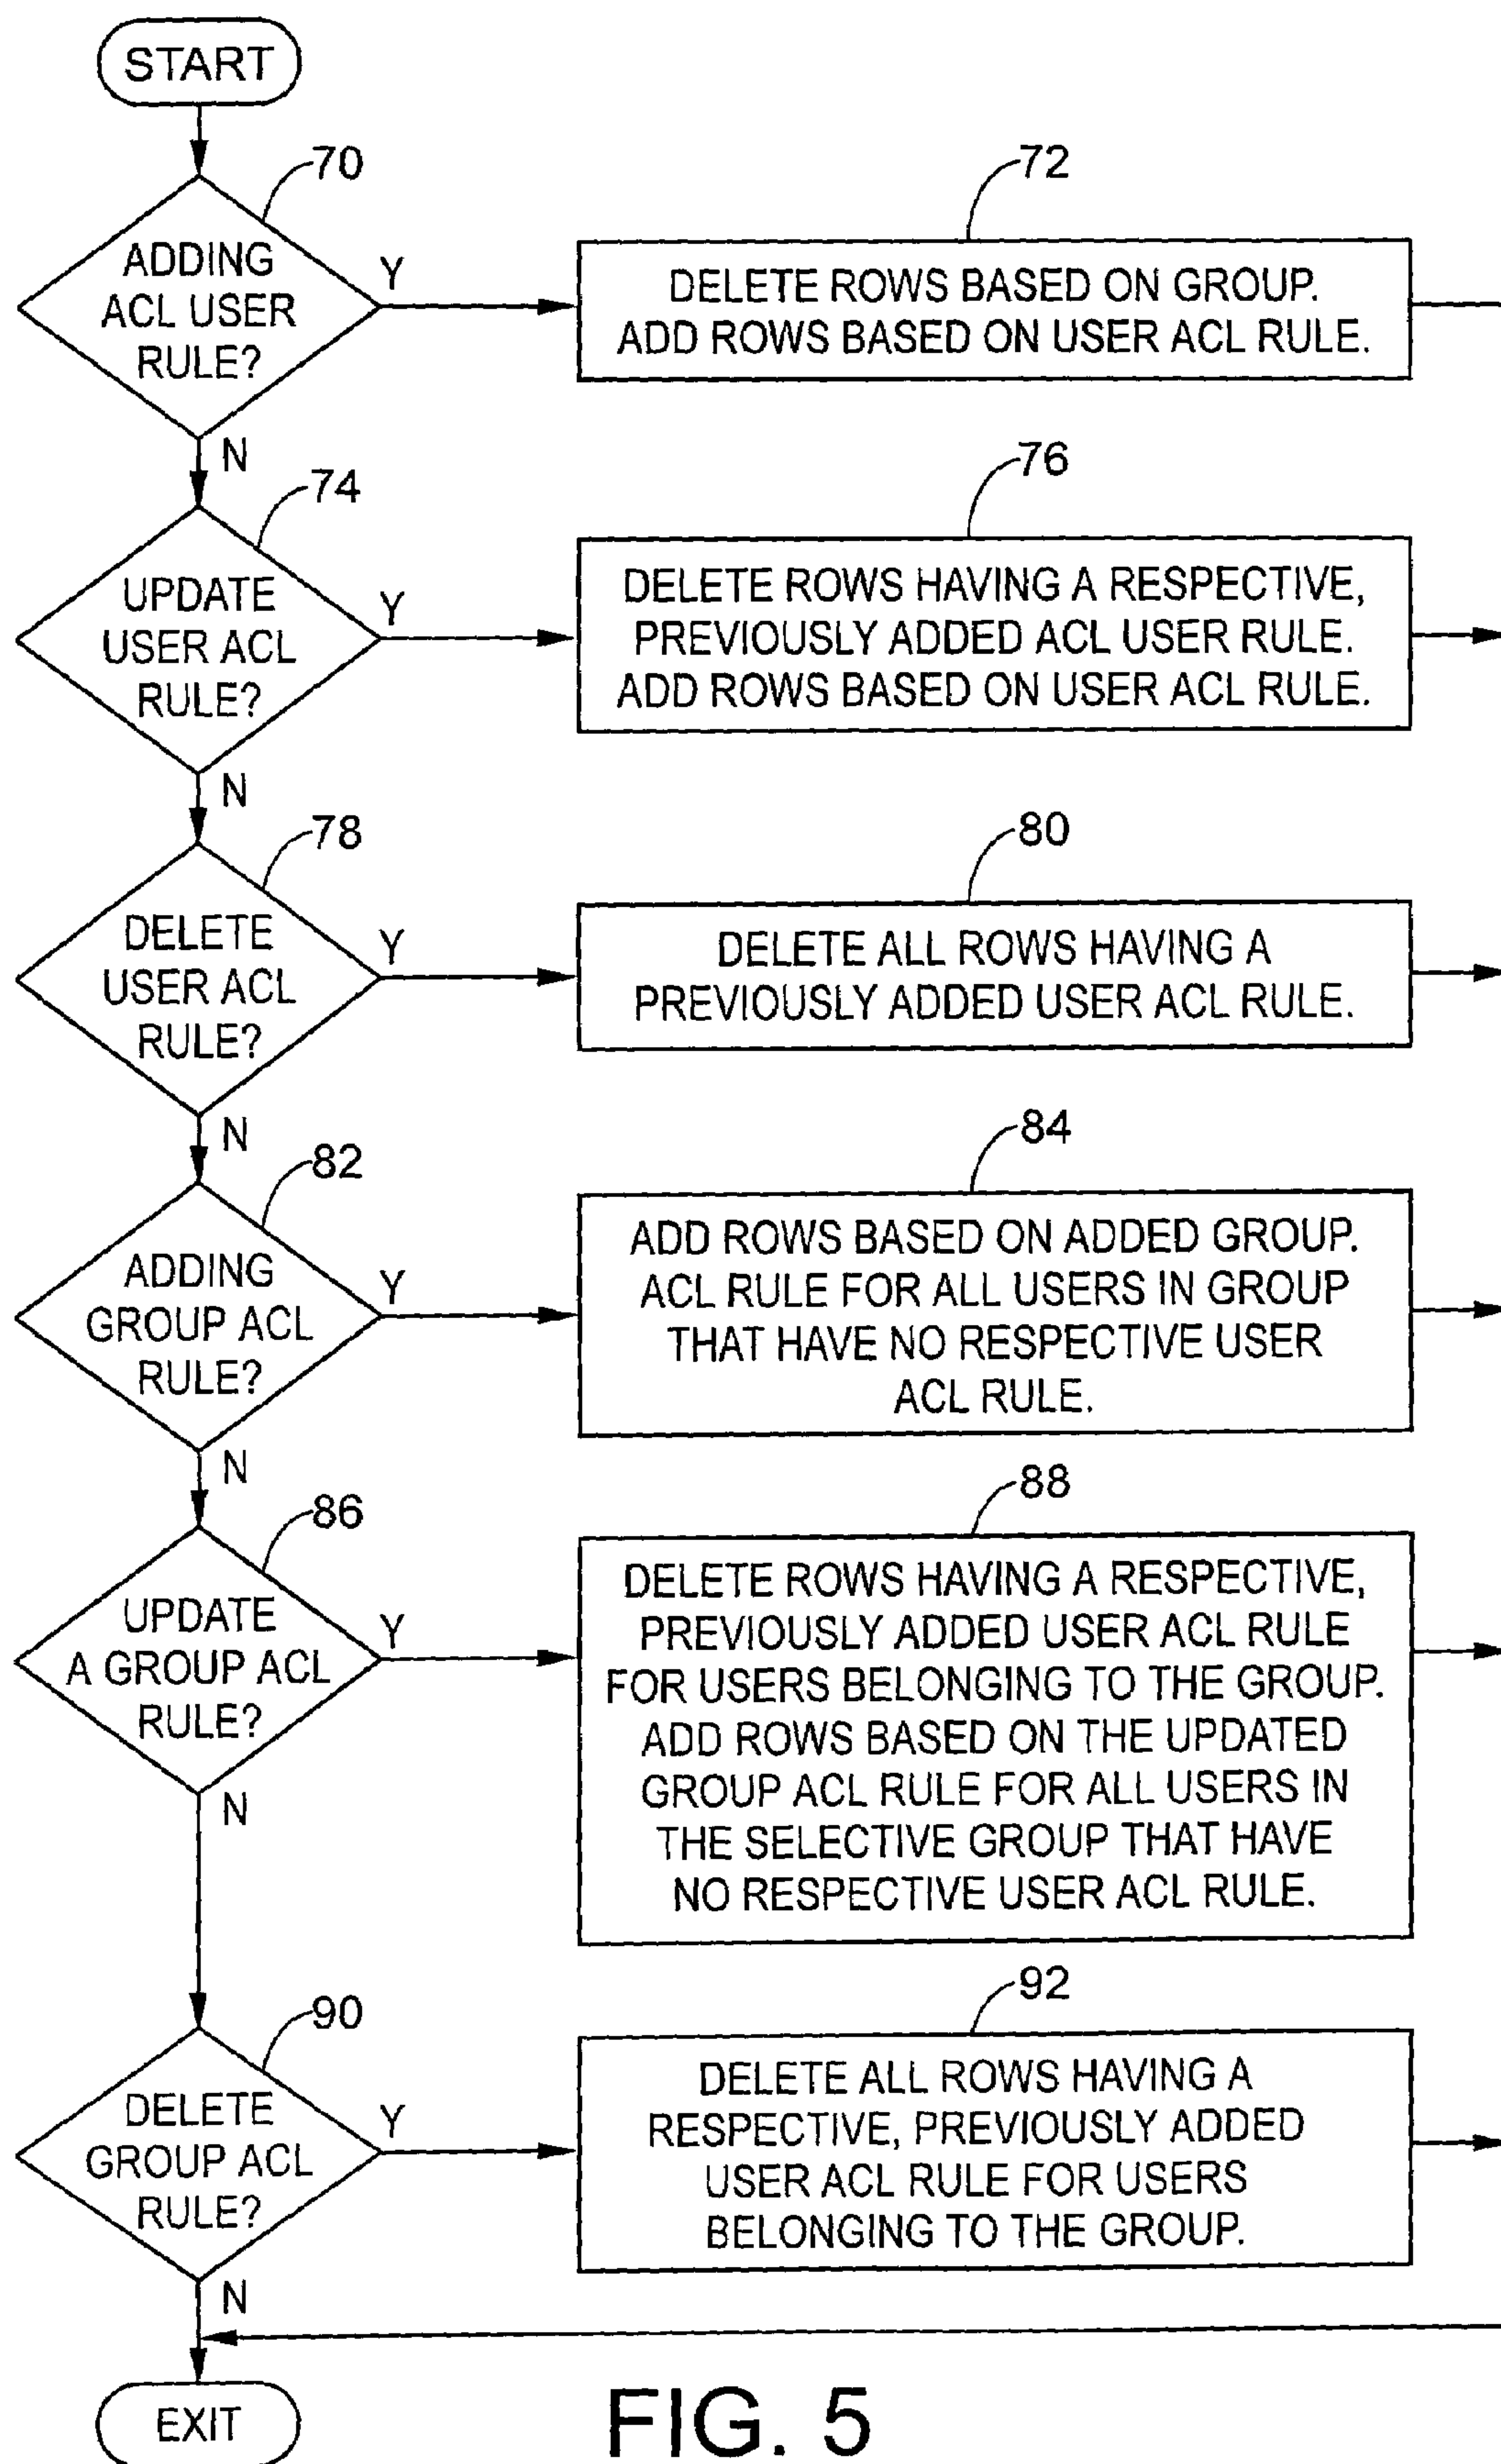 START
70
ADDING
ACL USER
RULE?
Y
N
72
DELETE ROWS BASED ON GROUP.
ADD ROWS BASED ON USER ACL RULE.
74
UPDATE
USER ACL
RULE?
Y
N
76
DELETE ROWS HAVING A RESPECTIVE,
PREVIOUSLY ADDED ACL USER RULE.
ADD ROWS BASED ON USER ACL RULE.
78
DELETE
USER ACL
RULE?
Y
N
80
DELETE ALL ROWS HAVING A
PREVIOUSLY ADDED USER ACL RULE.
82
ADDING
GROUP ACL
RULE?
Y
N
84
ADD ROWS BASED ON ADDED GROUP.
ACL RULE FOR ALL USERS IN GROUP
THAT HAVE NO RESPECTIVE USER
ACL RULE.
86
UPDATE
A GROUP ACL
RULE?
Y
N
88
DELETE ROWS HAVING A RESPECTIVE,
PREVIOUSLY ADDED USER ACL RULE
FOR USERS BELONGING TO THE GROUP.
ADD ROWS BASED ON THE UPDATED
GROUP ACL RULE FOR ALL USERS IN
THE SELECTIVE GROUP THAT HAVE
NO RESPECTIVE USER ACL RULE.
90
DELETE
GROUP ACL
RULE?
Y
N
92
DELETE ALL ROWS HAVING A
RESPECTIVE, PREVIOUSLY ADDED
USER ACL RULE FOR USERS
BELONGING TO THE GROUP.
EXIT
FIG. 5